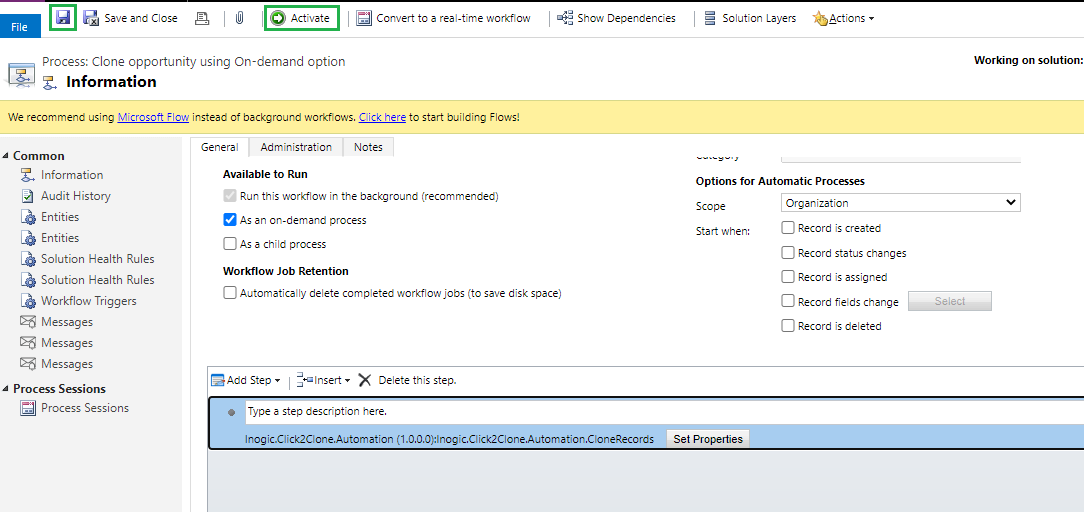 File
Save and Close
Activate
Convert to a real-time workflow
Show Dependencies
Solution Layers
Actions
Process: Clone opportunity using On-demand option
Information
Working on solution:
We recommend using Microsoft Flow instead of background workflows. Click here to start building Flows!
Common
Information
Audit History
Entities
Entities
Solution Health Rules
Solution Health Rules
Workflow Triggers
Messages
Messages
Messages
Process Sessions
Process Sessions
General
Administration
Notes
Available to Run
Run this workflow in the background (recommended)
As an on-demand process
As a child process
Workflow Job Retention
Automatically delete completed workflow jobs (to save disk space)
Category
Options for Automatic Processes
Scope
Organization
Start when:
Record is created
Record status changes
Record is assigned
Record fields change
Select
Record is deleted
Add Step
Insert
Delete this step.
Type a step description here.
Inogic.Click2Clone.Automation (1.0.0.0):Inogic.Click2Clone.Automation.CloneRecords
Set Properties